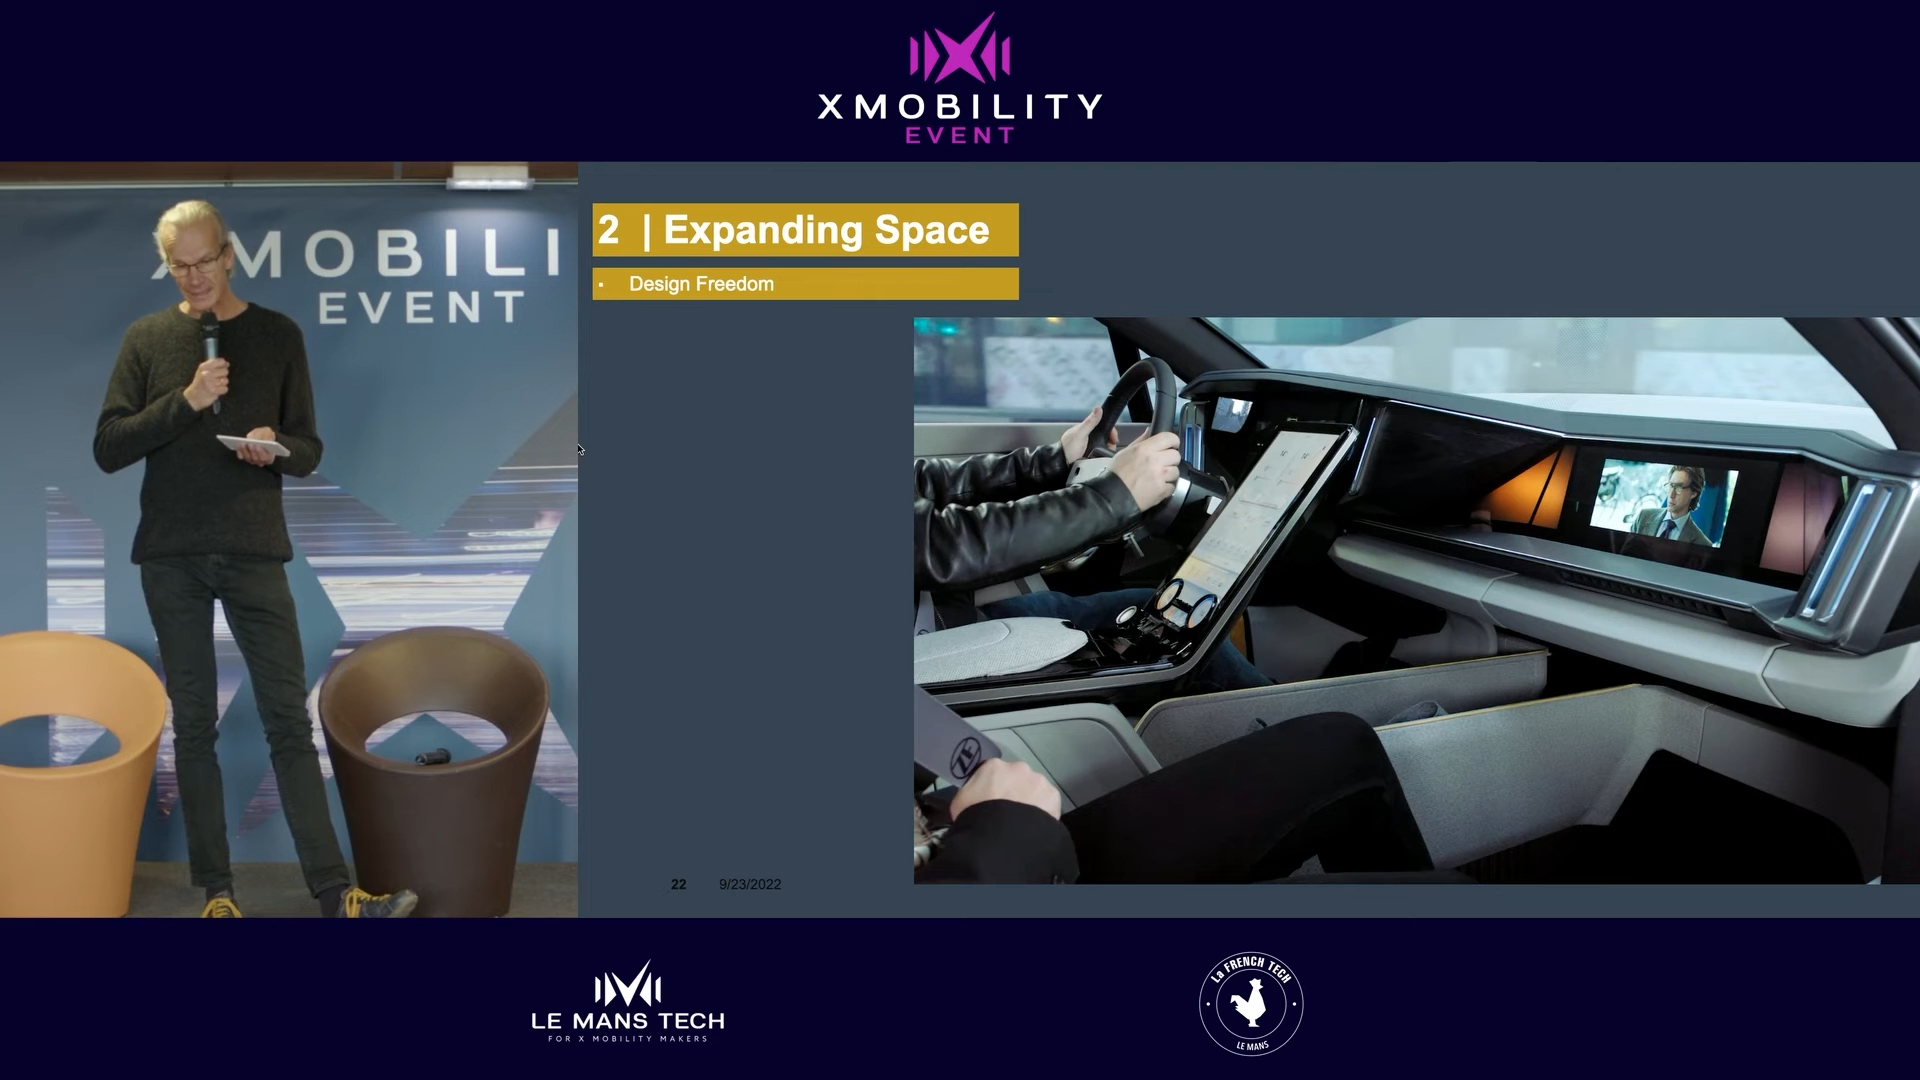 XMOBILITY
EVENT
XMOBILI
EVENT
2 | Expanding Space
▪ Design Freedom
ZF
22 9/23/2022
LE MANS TECH
FOR X MOBILITY MAKERS
La FRENCH TECH
LE MANS